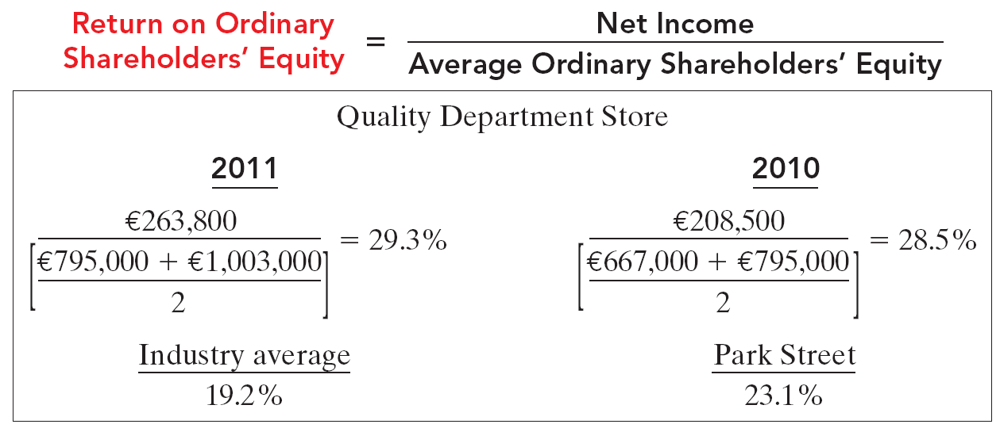 Return on Ordinary
Shareholders’ Equity
=
Net Income
Average Ordinary Shareholders’ Equity
Quality Department Store
2011
2010
€263,800
[€795,000 + €1,003,000]
2
= 29.3%
€208,500
[€667,000 + €795,000]
2
= 28.5%
Industry average
19.2%
Park Street
23.1%